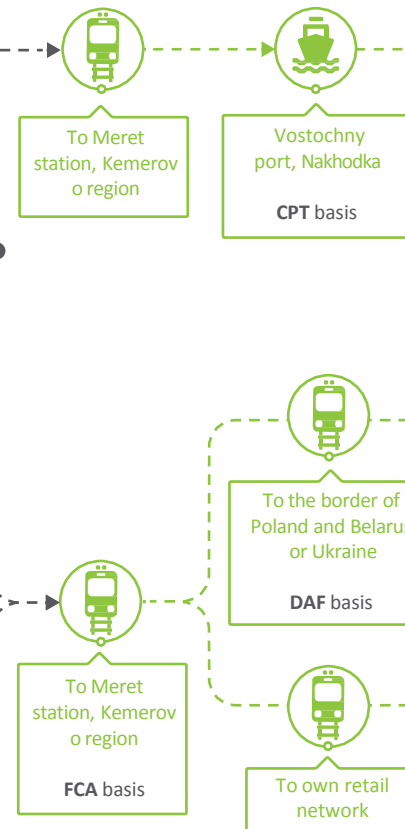 To Meret
station, Kemerov
o region
Vostochny
port, Nakhodka
CPT basis
To the border of
Poland and Belaru
or Ukraine
DAF basis
To Meret
station, Kemerov
o region
FCA basis
To own retail
network